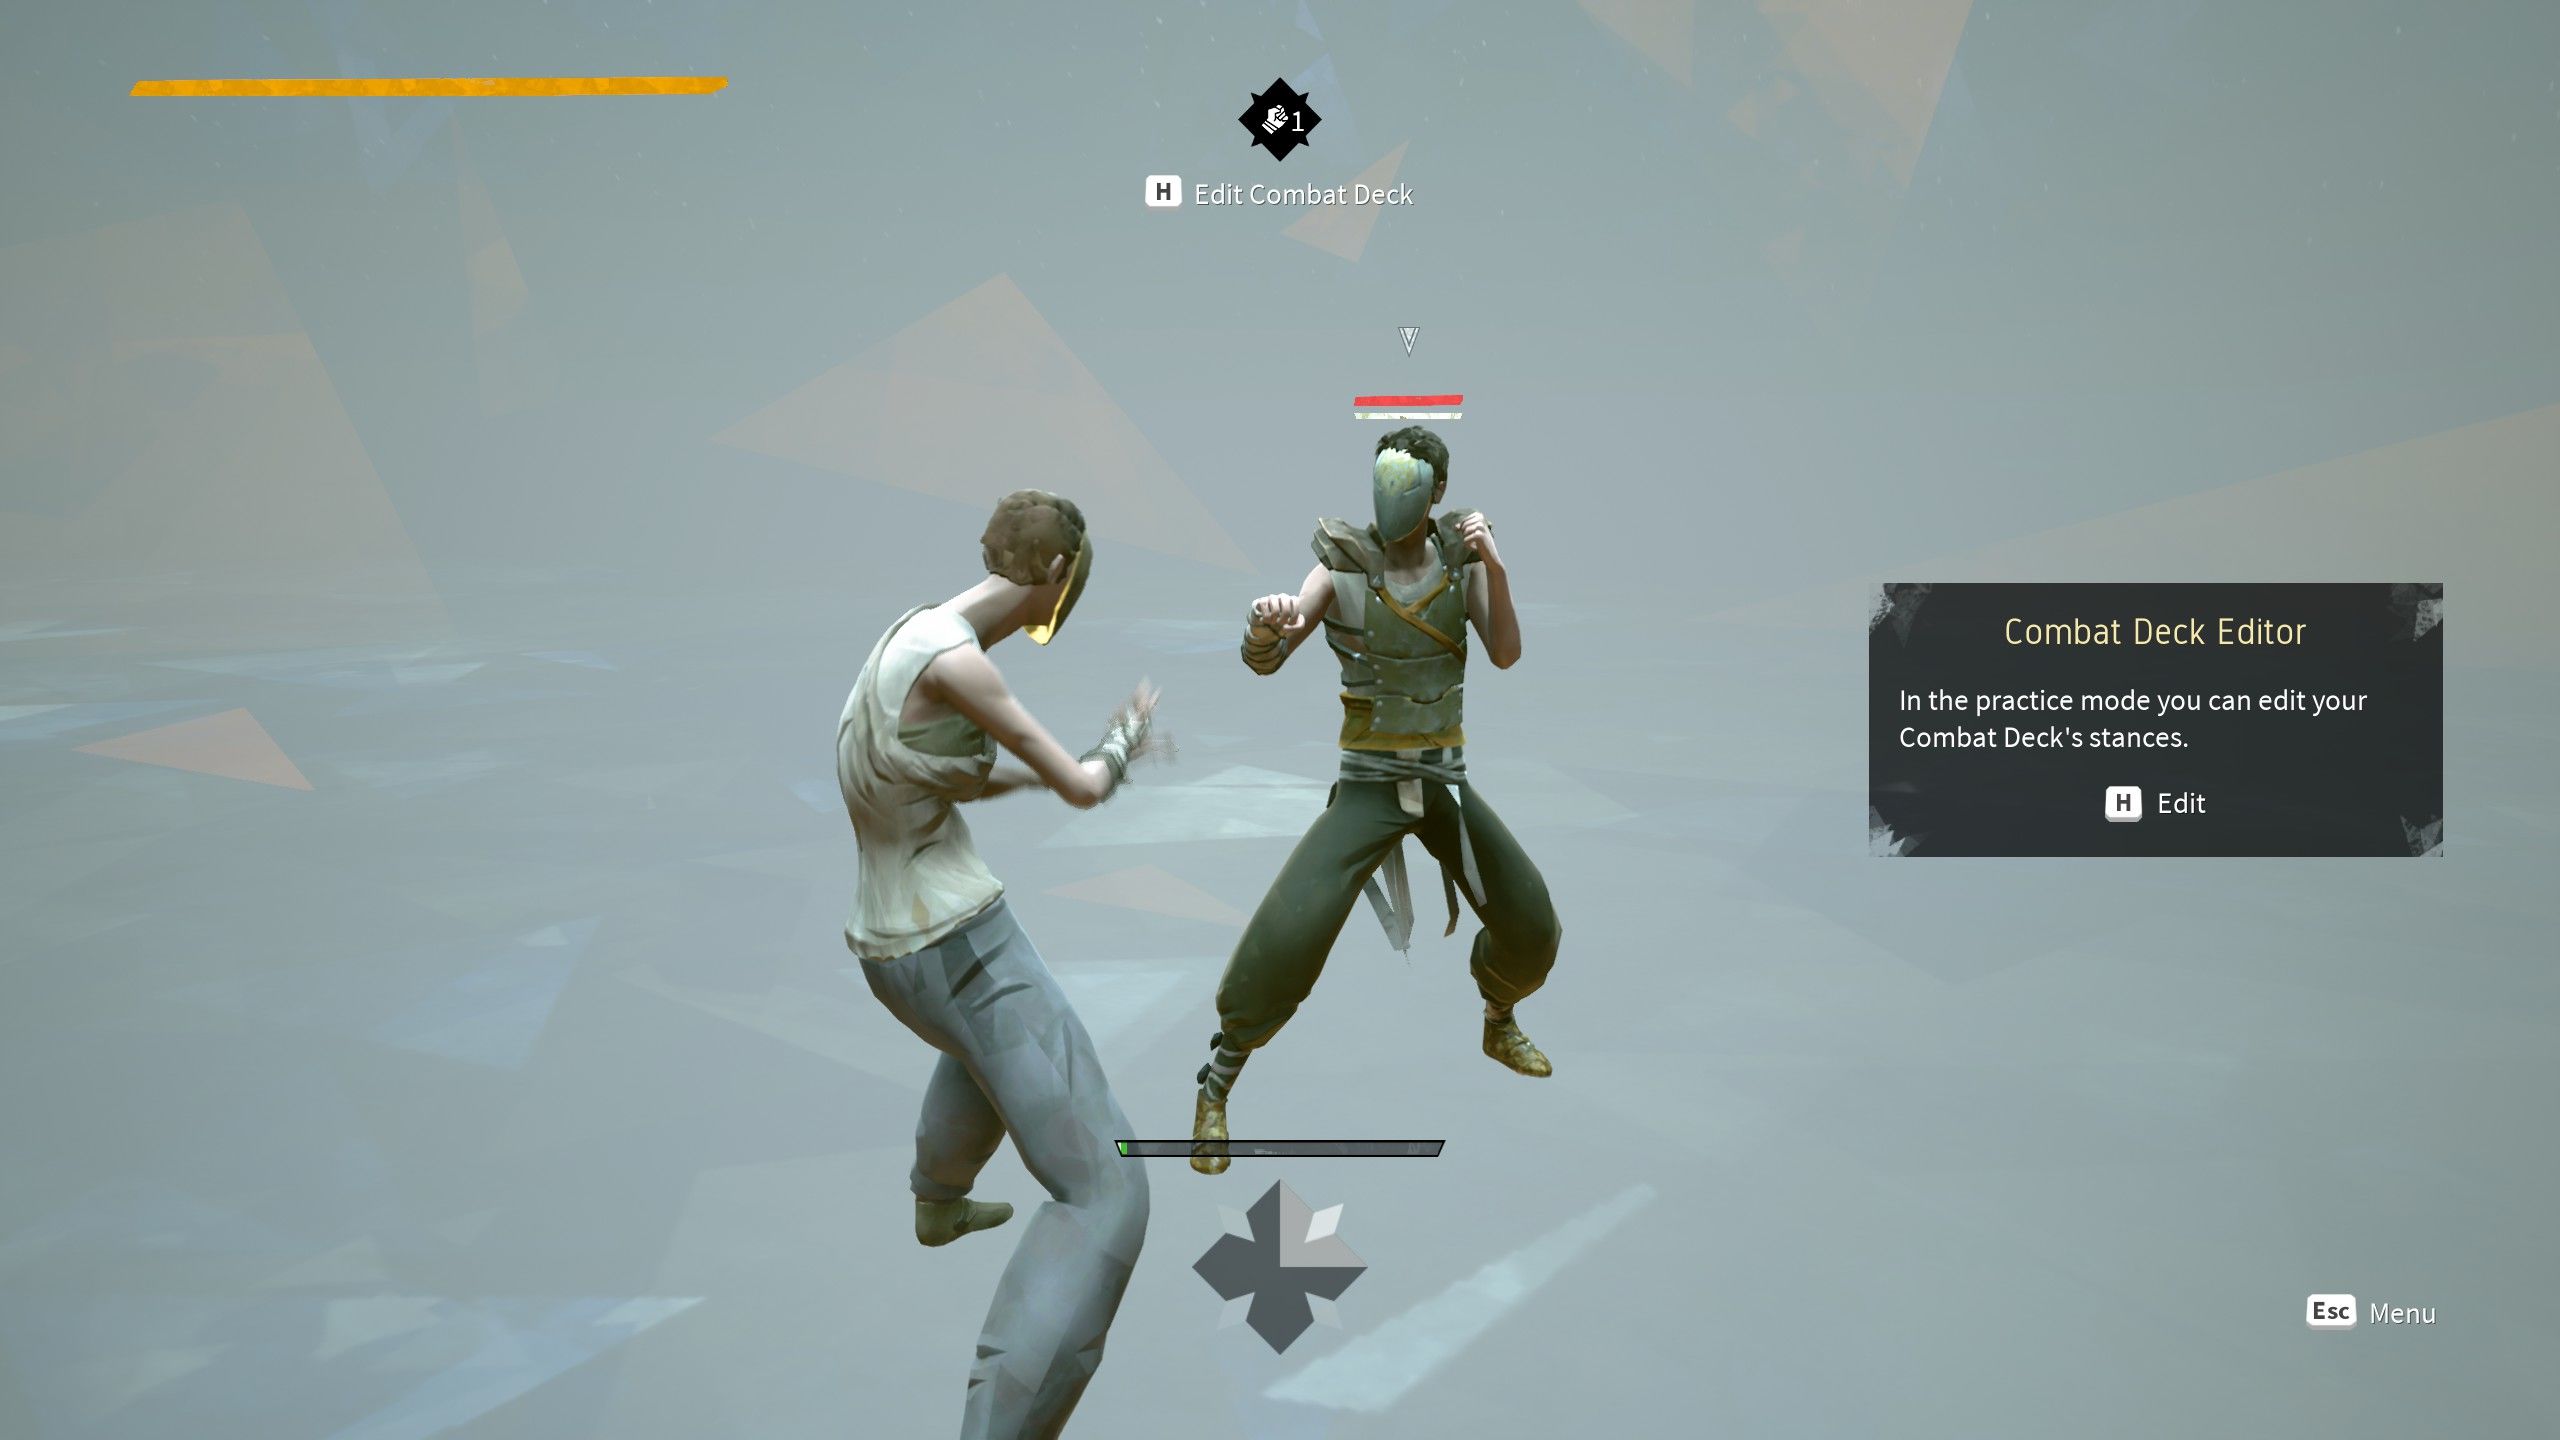 1
H Edit Combat Deck
Combat Deck Editor
In the practice mode you can edit your
Combat Deck's stances.
H Edit
Esc Menu